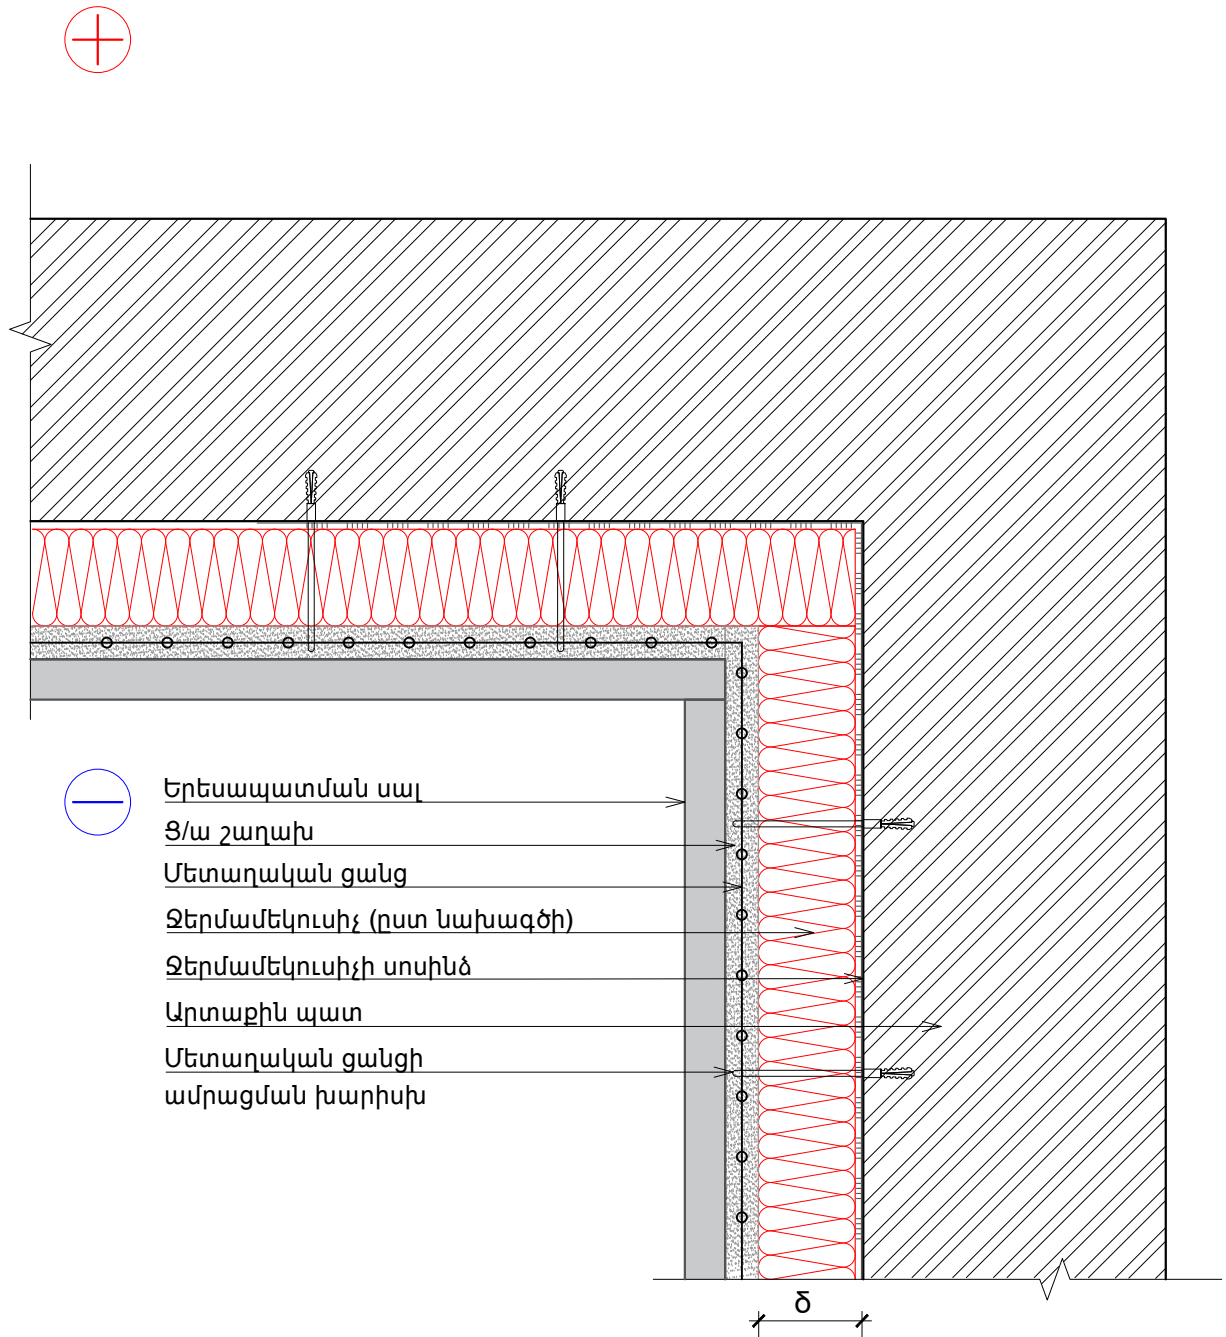 Երեսապատման սալ
Ց/ա շաղախ
Մետաղական ցանց
Ջերմամեկուսիչ (ըստ նախագծի)
Ջերմամեկուսիչի սոսինձ
Արտաքին պատ
Մետաղական ցանցի
ամրացման խարիսխ
δ